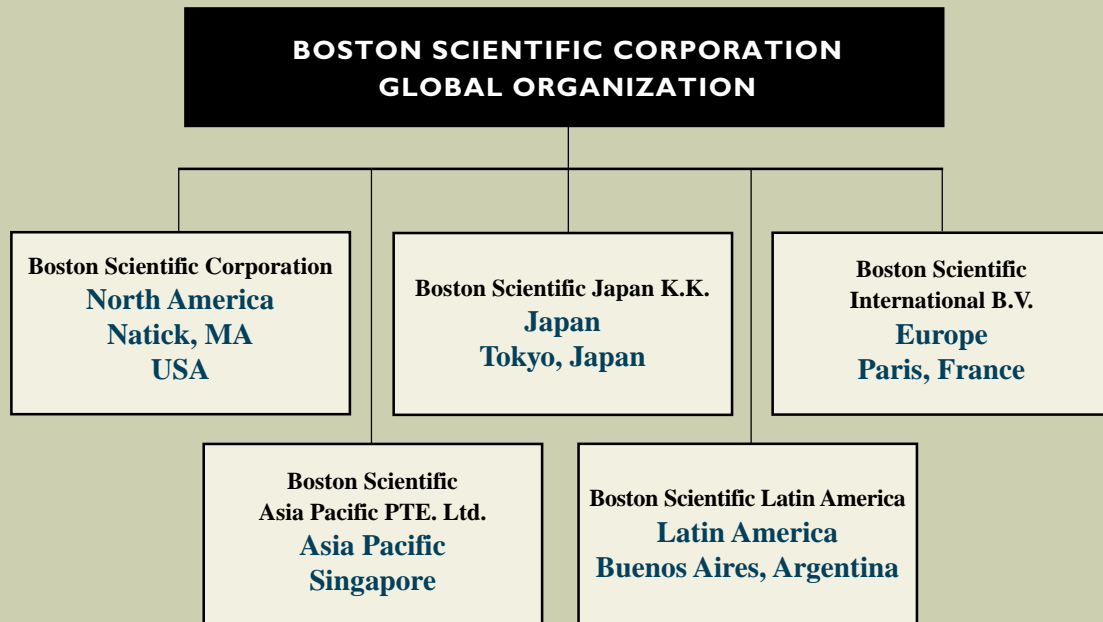 BOSTON SCIENTIFIC CORPORATION
GLOBAL ORGANIZATION
Boston Scientific Corporation
North America
Natick, MA
USA
Boston Scientific Japan K.K.
Japan
Tokyo, Japan
Boston Scientific
International B.V.
Europe
Paris, France
Boston Scientific
Asia Pacific PTE. Ltd.
Asia Pacific
Singapore
Boston Scientific Latin America
Latin America
Buenos Aires, Argentina